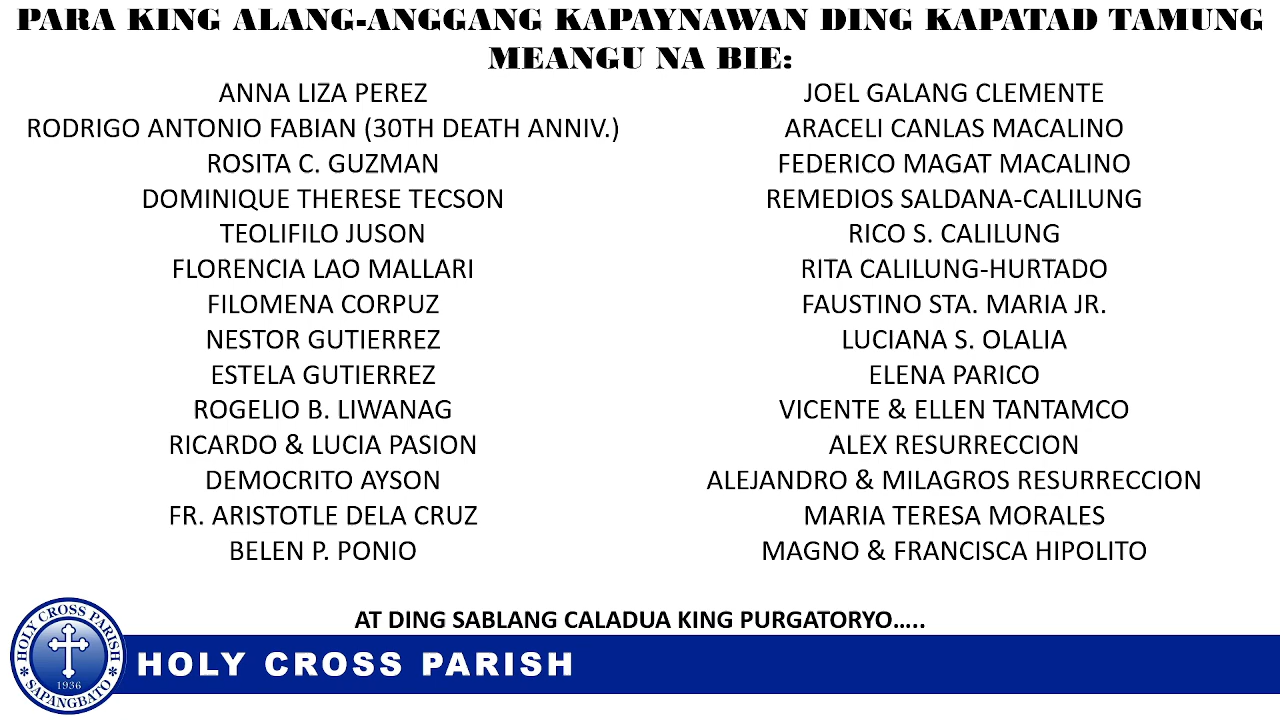 PARA KING ALANG-ANGGANG KAPAYNAWAN DING KAPATAD TAMUNG
MEANGU NA BIE:
ANNA LIZA PEREZ
RODRIGO ANTONIO FABIAN (30TH DEATH ANNIV.)
ROSITA C. GUZMAN
DOMINIQUE THERESE TECSON
TEOLIFILO JUSON
FLORENCIA LAO MALLARI
FILOMENA CORPUZ
NESTOR GUTIERREZ
ESTELA GUTIERREZ
ROGELIO B. LIWANAG
RICARDO & LUCIA PASION
DEMOCRITO AYSON
FR. ARISTOTLE DELA CRUZ
BELEN P. PONIO
JOEL GALANG CLEMENTE
ARACELI CANLAS MACALINO
FEDERICO MAGAT MACALINO
REMEDIOS SALDANA-CALILUNG
RICO S. CALILUNG
RITA CALILUNG-HURTADO
FAUSTINO STA. MARIA JR.
LUCIANA S. OLALIA
ELENA PARICO
VICENTE & ELLEN TANTAMCO
ALEX RESURRECCION
ALEJANDRO & MILAGROS RESURRECCION
MARIA TERESA MORALES
MAGNO & FRANCISCA HIPOLITO
AT DING SABLANG CALADUA KING PURGATORYO.....
HOLY CROSS PARISH
1936
SAPANGBATO
HOLY CROSS PARISH